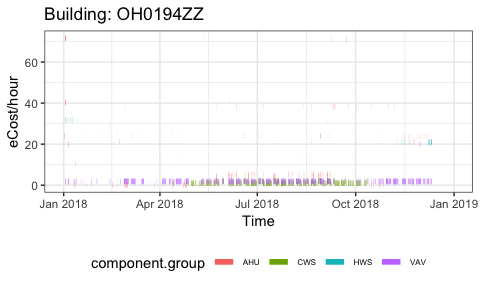 Building: OH0194ZZ
eCost/hour
60
40
20
0
Jan 2018 Apr 2018 Jul 2018 Oct 2018 Jan 2019
Time
component.group AHU CWS HWS VAV